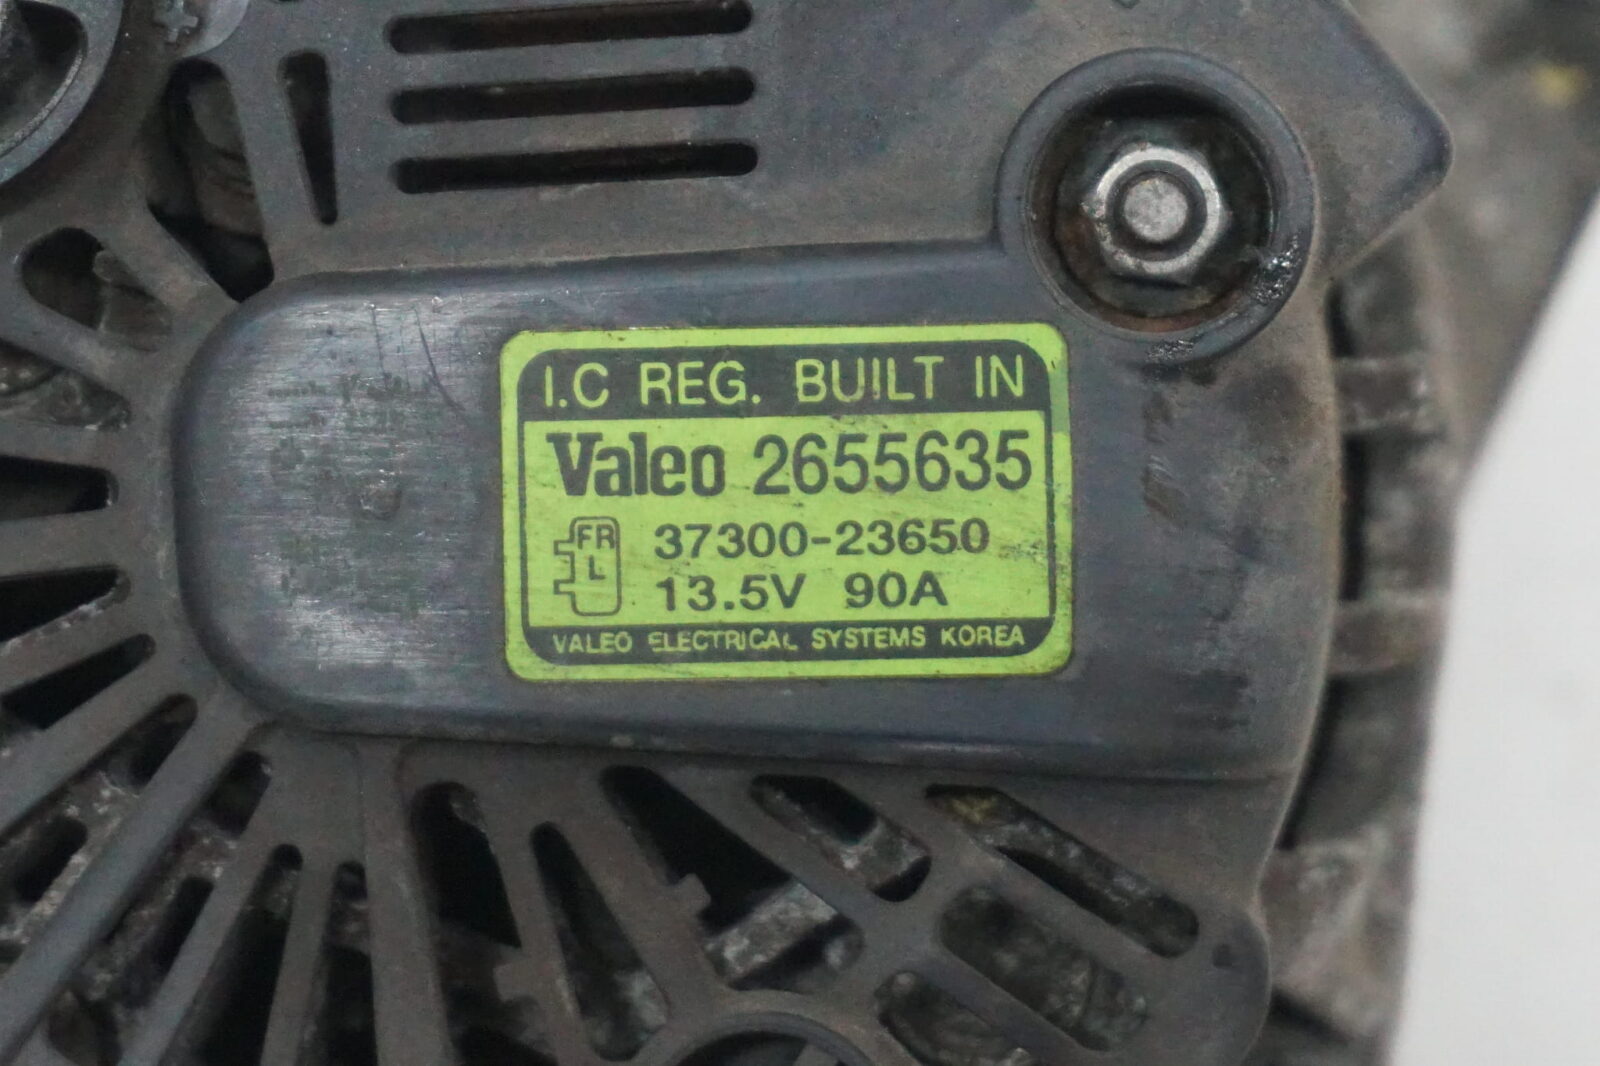 I.C REG. BUILT IN
Valeo 2655635
FR 37300-23650
L 13.5V 90A
VALEO ELECTRICAL SYSTEMS KOREA